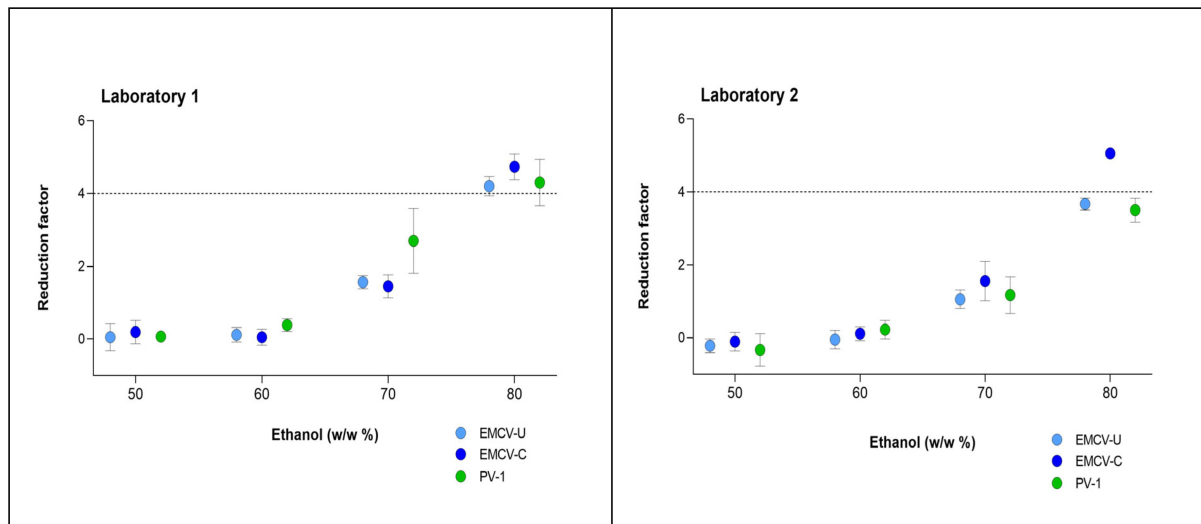 Laboratory 1
6
4
2
0
Reduction factor
50 60 70 80
Ethanol (w/w %)
EMCV-U
EMCV-C
PV-1
Laboratory 2
6
4
2
0
Reduction factor
50 60 70 80
Ethanol (w/w %)
EMCV-U
EMCV-C
PV-1